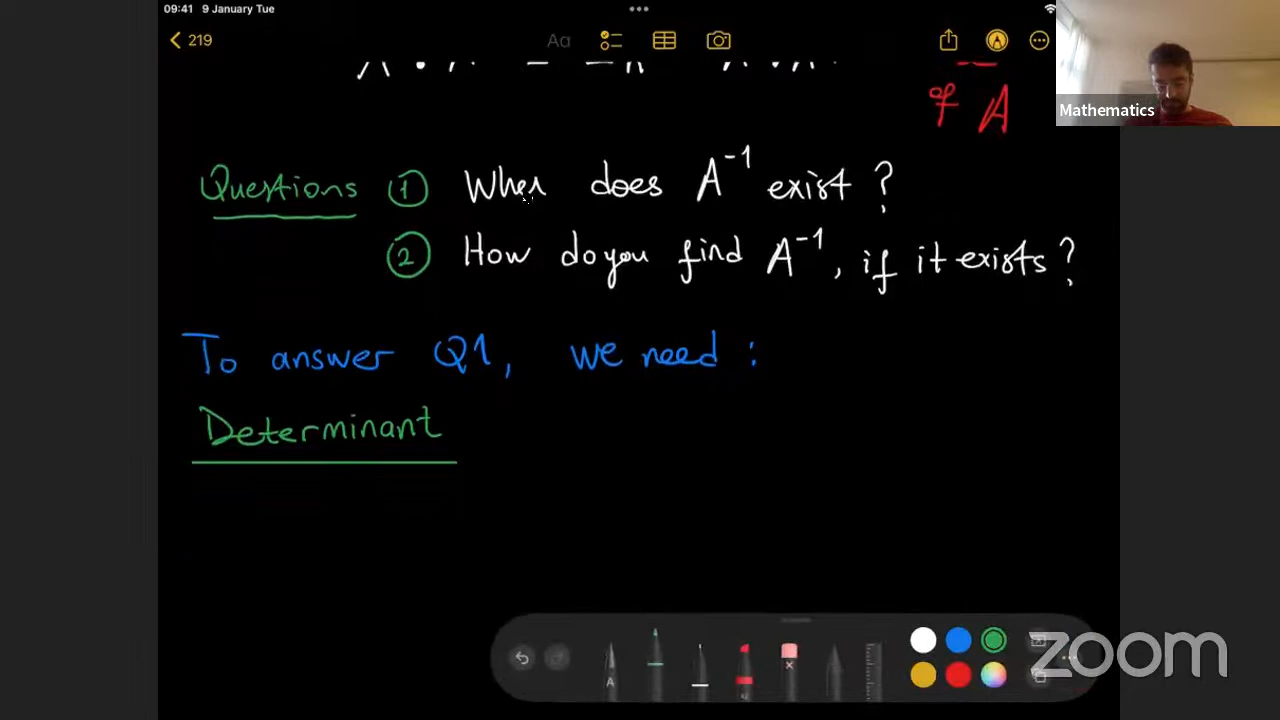 09:41 9 January Tue
219
Aa
of A
Mathematics
Questions ① When does A⁻¹ exist ?
② How do you find A⁻¹, if it exists ?
To answer Q1, we need :
Determinant
A
zoom